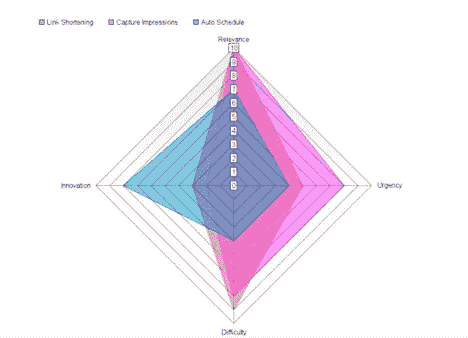 Link Shortening Capture Impressions Auto Schedule
Relevance
10
9
8
7
6
5
4
3
2
1
Innovation 0 Urgency
Difficulty